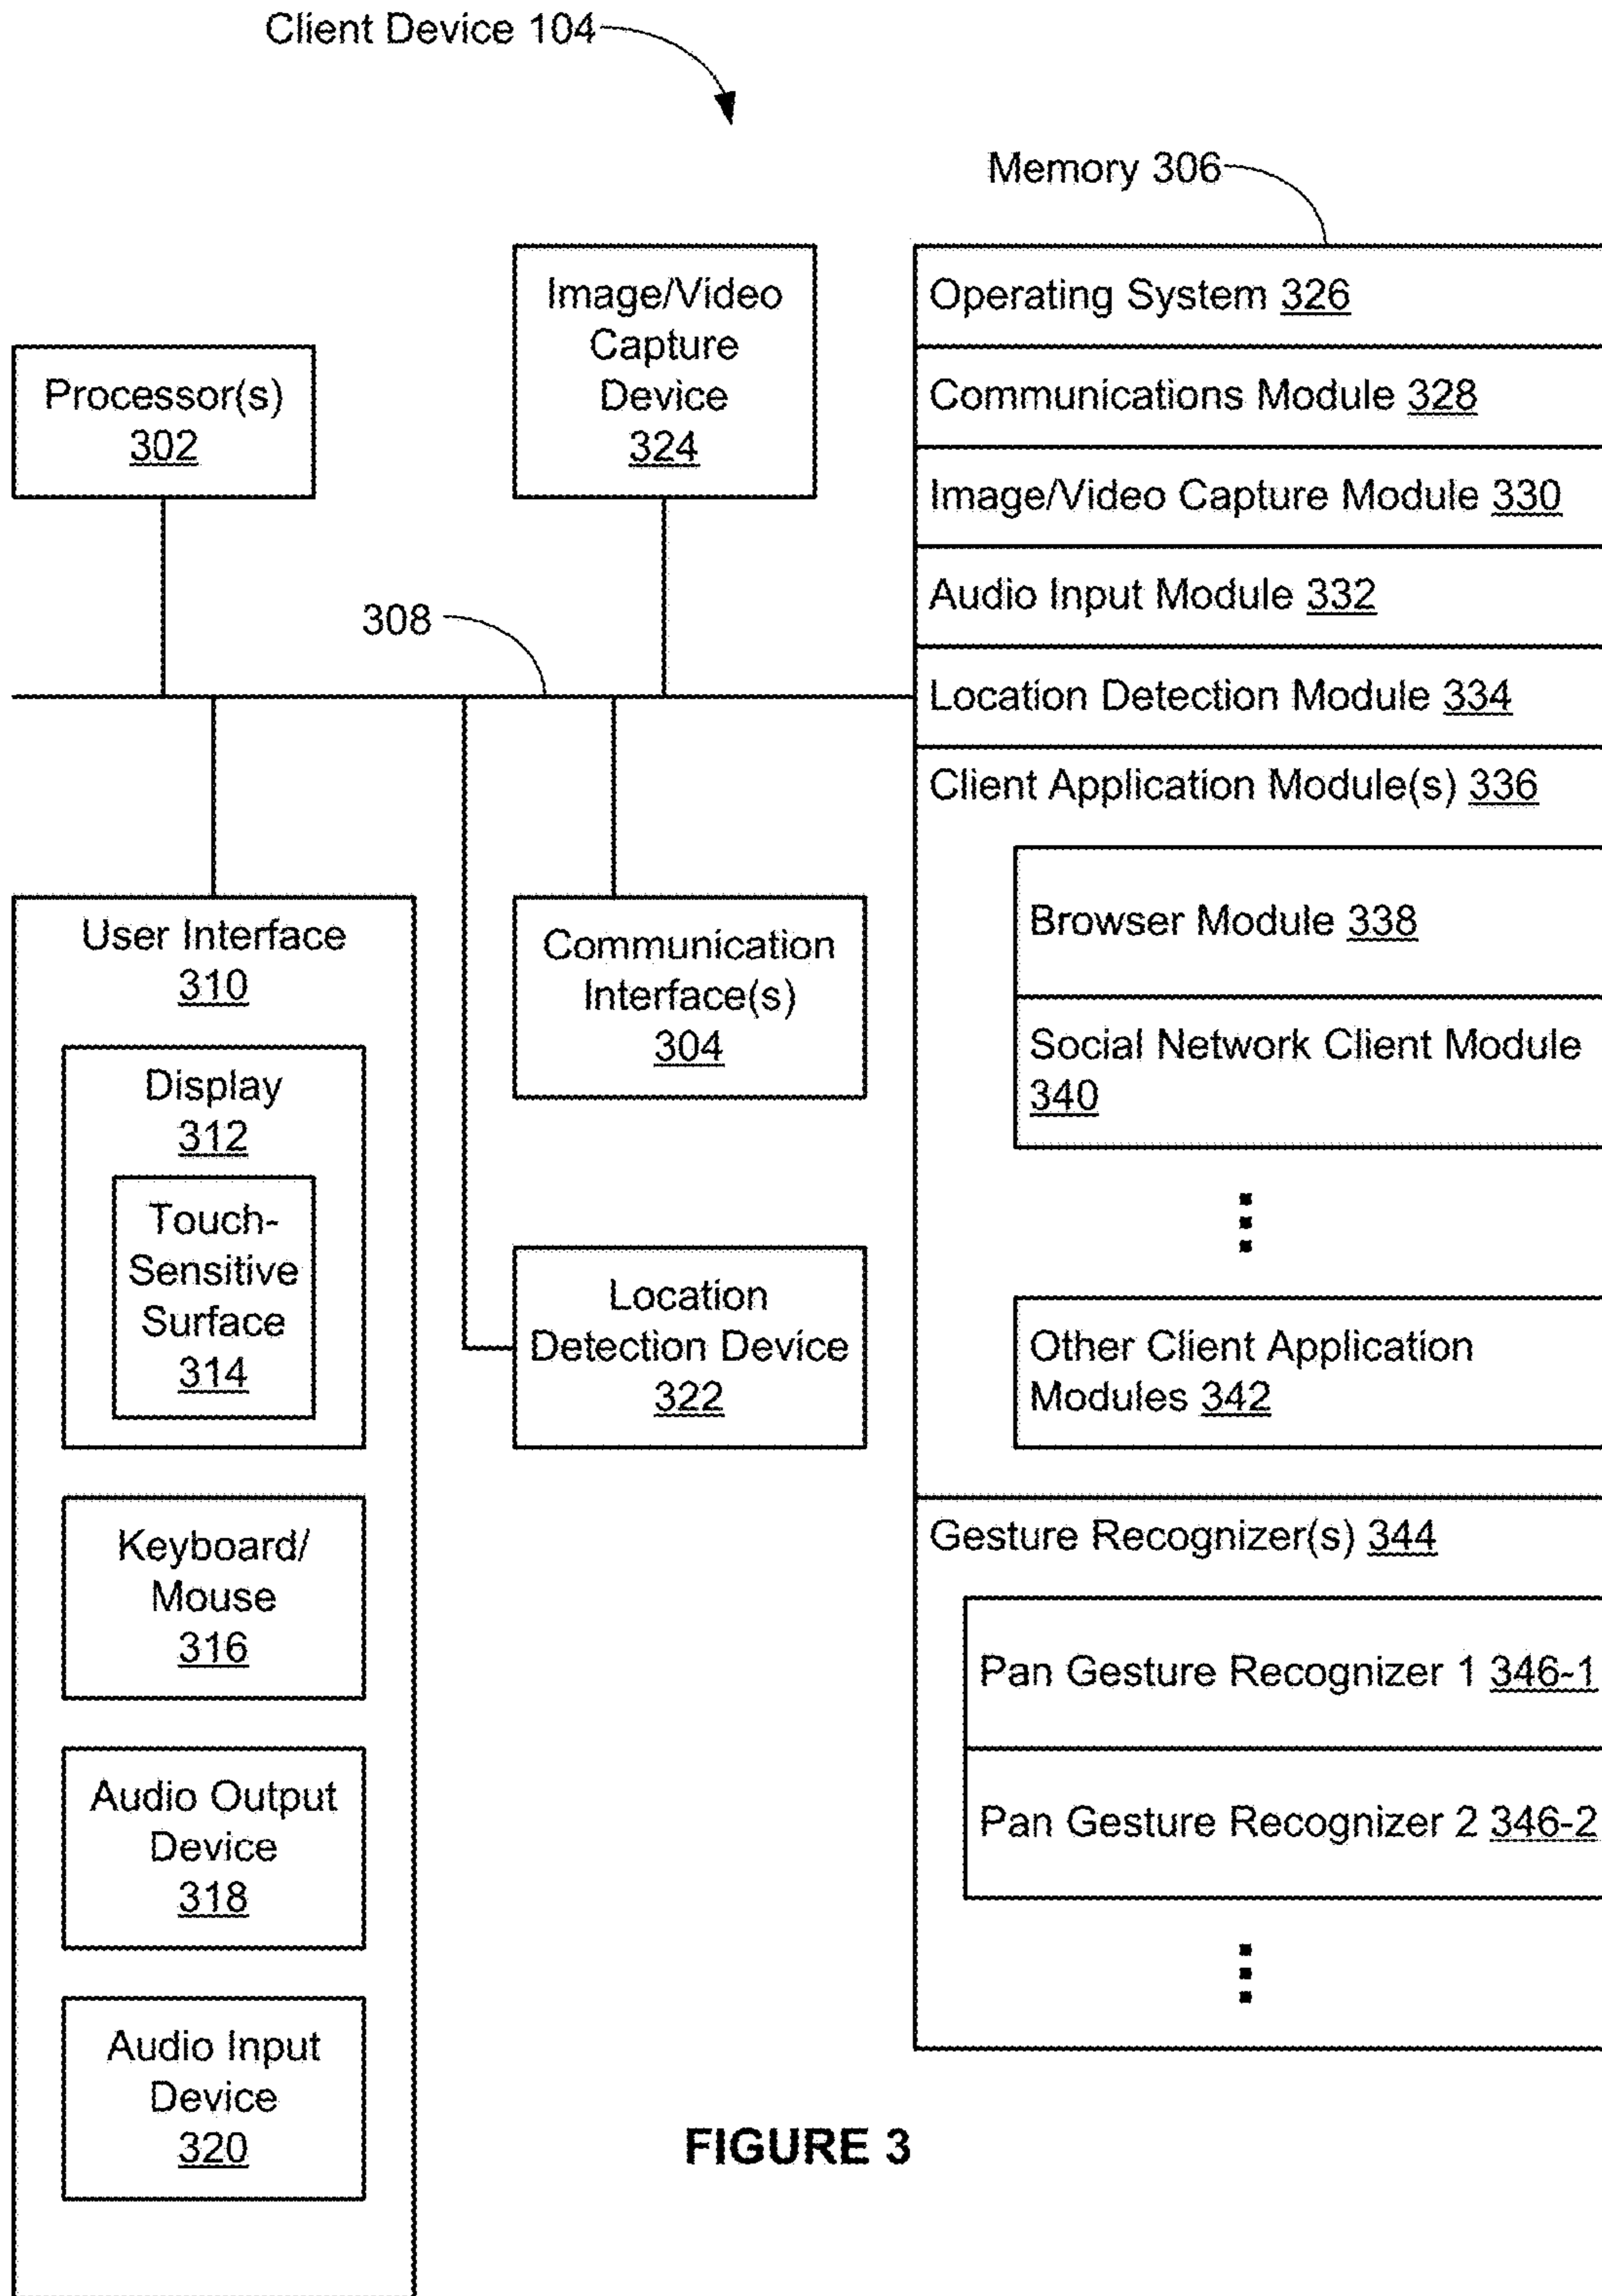 Client Device 104
Memory 306
Processor(s)
302
Image/Video
Capture
Device
324
308
User Interface
310
Display
312
Touch-
Sensitive
Surface
314
Keyboard/
Mouse
316
Audio Output
Device
318
Audio Input
Device
320
Communication
Interface(s)
304
Location
Detection Device
322
Operating System 326
Communications Module 328
Image/Video Capture Module 330
Audio Input Module 332
Location Detection Module 334
Client Application Module(s) 336
Browser Module 338
Social Network Client Module
340
Other Client Application
Modules 342
Gesture Recognizer(s) 344
Pan Gesture Recognizer 1 346-1
Pan Gesture Recognizer 2 346-2
FIGURE 3